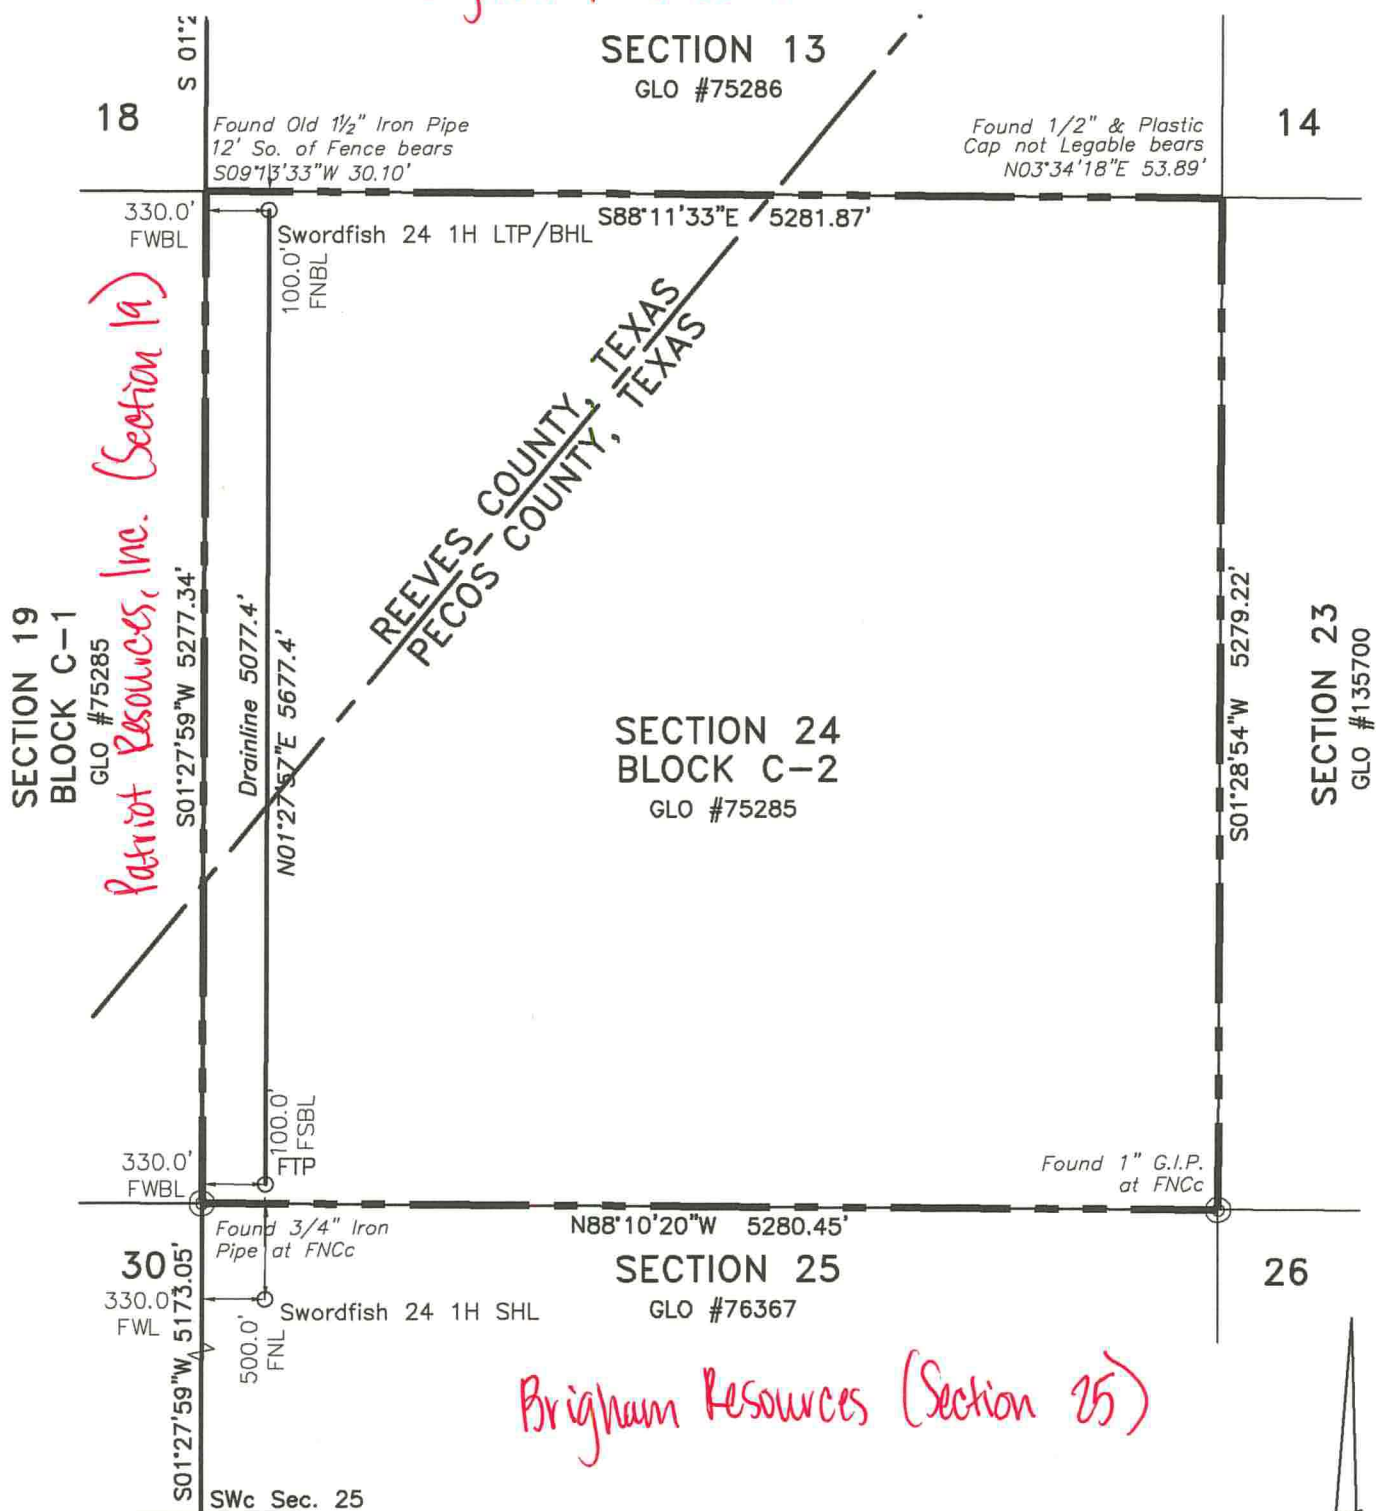 S 01°2
SECTION 13
GLO #75286
18
14
Found Old 1½" Iron Pipe
12' So. of Fence bears
S09°13'33"W 30.10'
Found 1/2" & Plastic
Cap not Legable bears
N03°34'18"E 53.89'
330.0'
FWBL
S88°11'33"E 5281.87'
Swordfish 24 1H LTP/BHL
100.0'
FNBL
REEVES COUNTY, TEXAS
PECOS COUNTY, TEXAS
Patriot Resources, Inc. (Section 19)
SECTION 19
BLOCK C-1
GLO #75285
S01°27'59"W 5277.34'
Drainline 5077.4'
N01°27'57"E 5677.4'
SECTION 24
BLOCK C-2
GLO #75285
S01°28'54"W 5279.22'
SECTION 23
GLO #135700
100.0'
FSBL
FTP
330.0'
FWBL
Found 1" G.I.P.
at FNCc
Found 3/4" Iron
Pipe at FNCc
N88°10'20"W 5280.45'
30
SECTION 25
GLO #76367
26
330.0'
FWL
Swordfish 24 1H SHL
500.0'
FNL
S01°27'59"W 5173.05'
Brigham Resources (Section 25)
SWc Sec. 25